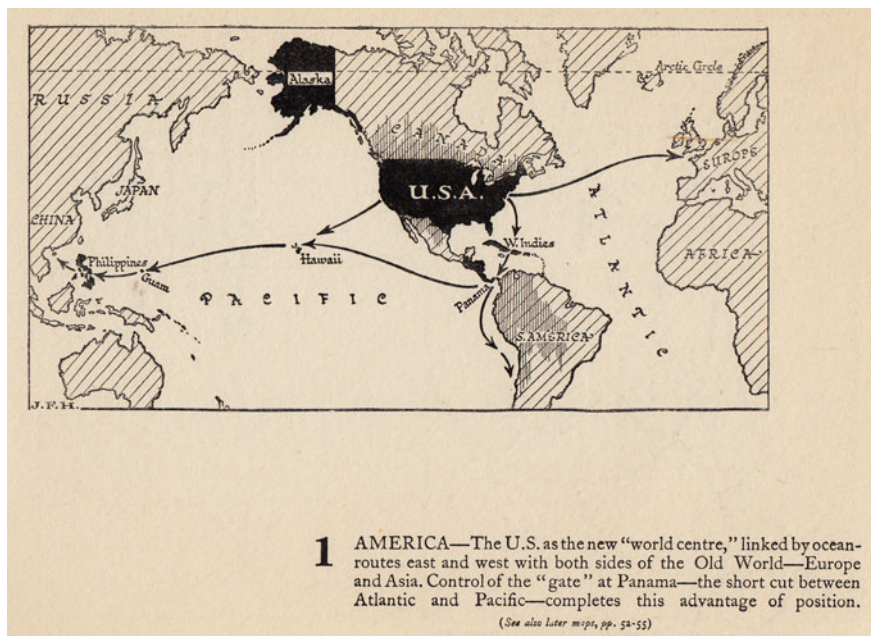 Arctic Circle
Alaska
RUSSIA
CANADA
EUROPE
JAPAN
U.S.A.
CHINA
ATLANTIC
W. Indies
AFRICA
Philippines
Hawaii
Guam
Panama
PACIFIC
S. AMERICA
J.F.H.
1
AMERICA—The U.S. as the new “world centre,” linked by ocean-
routes east and west with both sides of the Old World—Europe
and Asia. Control of the “gate” at Panama—the short cut between
Atlantic and Pacific—completes this advantage of position.
(See also later maps, pp. 52-55)